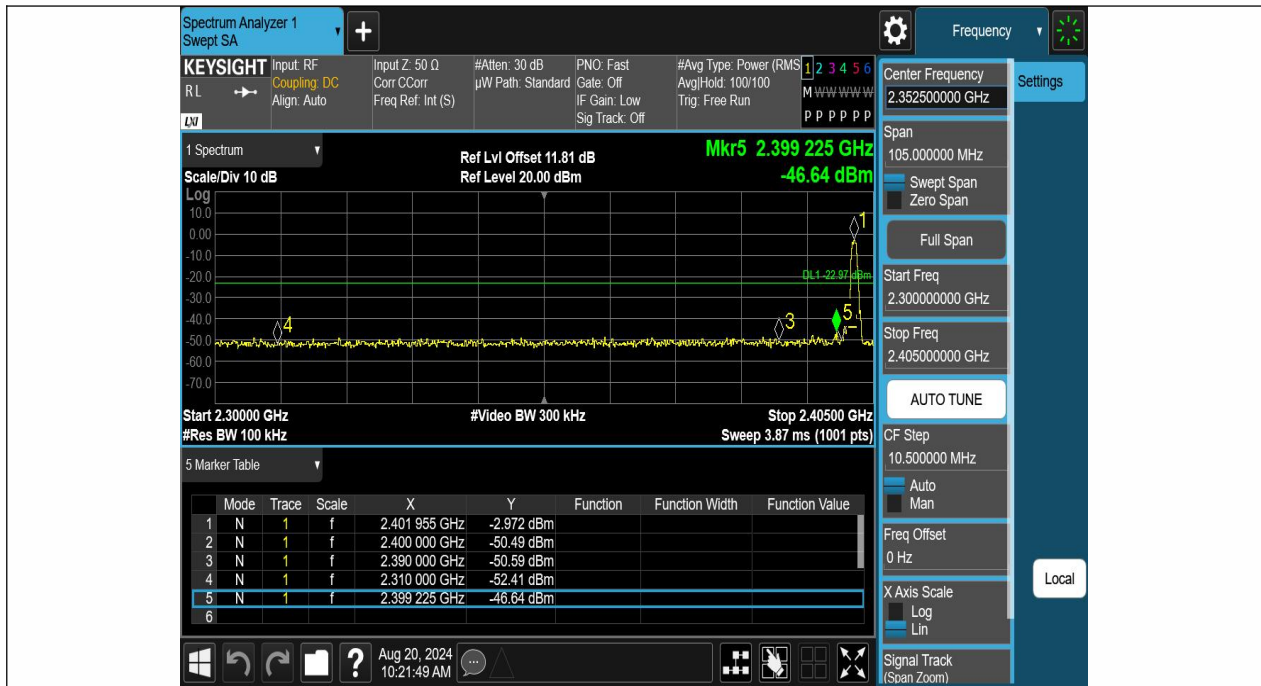 Spectrum Analyzer 1
Swept SA
+
Frequency
KEYSIGHT
R L
LXI
Input: RF
Coupling: DC
Align: Auto
Input Z: 50 Ω
Corr CCorr
Freq Ref: Int (S)
#Atten: 30 dB
µW Path: Standard
PNO: Fast
Gate: Off
IF Gain: Low
Sig Track: Off
#Avg Type: Power (RMS
Avg|Hold: 100/100
Trig: Free Run
1 2 3 4 5 6
M W W W W W
P P P P P P
1 Spectrum
Scale/Div 10 dB
Ref Lvl Offset 11.81 dB
Ref Level 20.00 dBm
Mkr5 2.399 225 GHz
-46.64 dBm
Log
10.0
0.00
-10.0
-20.0
-30.0
-40.0
-50.0
-60.0
-70.0
1
DL1 -22.97 dBm
4
3
5
Start 2.30000 GHz
#Res BW 100 kHz
#Video BW 300 kHz
Stop 2.40500 GHz
Sweep 3.87 ms (1001 pts)
5 Marker Table
Mode Trace Scale X Y Function Function Width Function Value
1 N 1 f 2.401 955 GHz -2.972 dBm
2 N 1 f 2.400 000 GHz -50.49 dBm
3 N 1 f 2.390 000 GHz -50.59 dBm
4 N 1 f 2.310 000 GHz -52.41 dBm
5 N 1 f 2.399 225 GHz -46.64 dBm
6
?
Aug 20, 2024
10:21:49 AM
Center Frequency
2.352500000 GHz
Settings
Span
105.000000 MHz
Swept Span
Zero Span
Full Span
Start Freq
2.300000000 GHz
Stop Freq
2.405000000 GHz
AUTO TUNE
CF Step
10.500000 MHz
Auto
Man
Freq Offset
0 Hz
Local
X Axis Scale
Log
Lin
Signal Track
(Span Zoom)